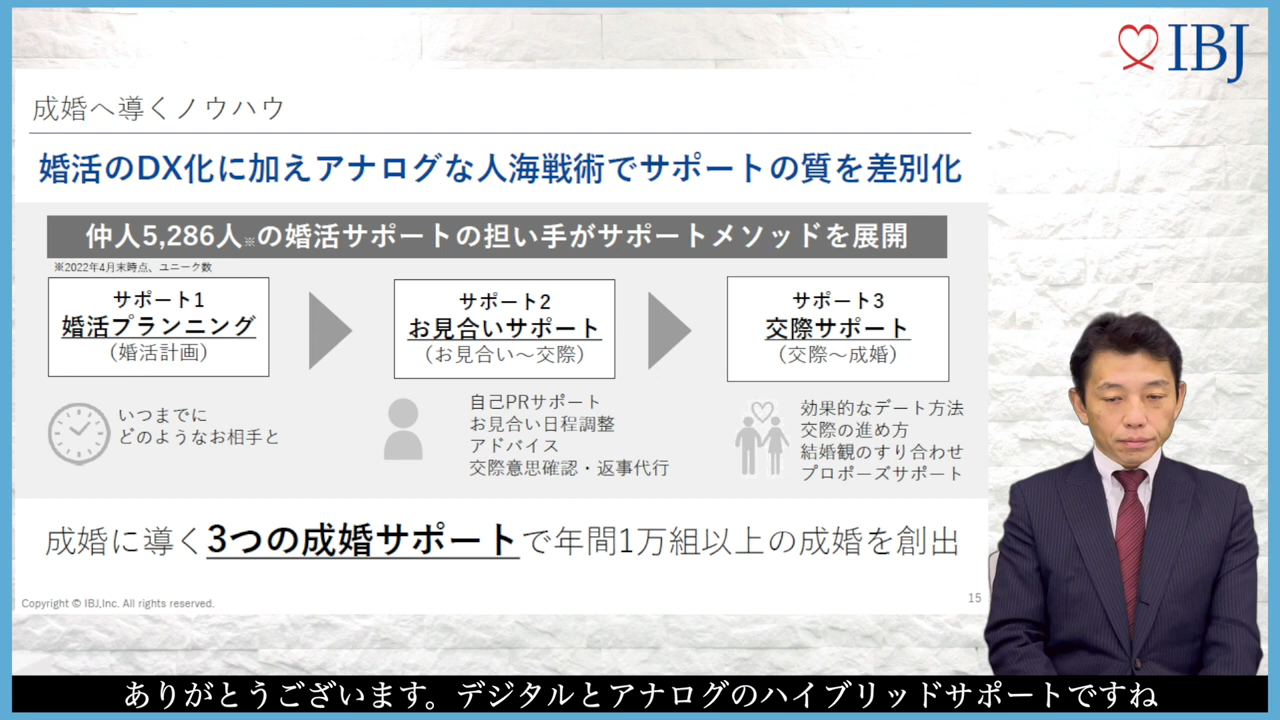 IBJ
成婚へ導くノウハウ
婚活のDX化に加えアナログな人海戦術でサポートの質を差別化
仲人5,286人※の婚活サポートの担い手がサポートメソッドを展開
※2022年4月末時点、ユニーク数
サポート1
婚活プランニング
(婚活計画)
サポート2
お見合いサポート
(お見合い～交際)
サポート3
交際サポート
(交際～成婚)
いつまでに
どのようなお相手と
自己PRサポート
お見合い日程調整
アドバイス
交際意思確認・返事代行
効果的なデート方法
交際の進め方
結婚観のすり合わせ
プロポーズサポート
成婚に導く3つの成婚サポートで年間1万組以上の成婚を創出
Copyright © IBJ,Inc. All rights reserved.
15
ありがとうございます。デジタルとアナログのハイブリッドサポートですね